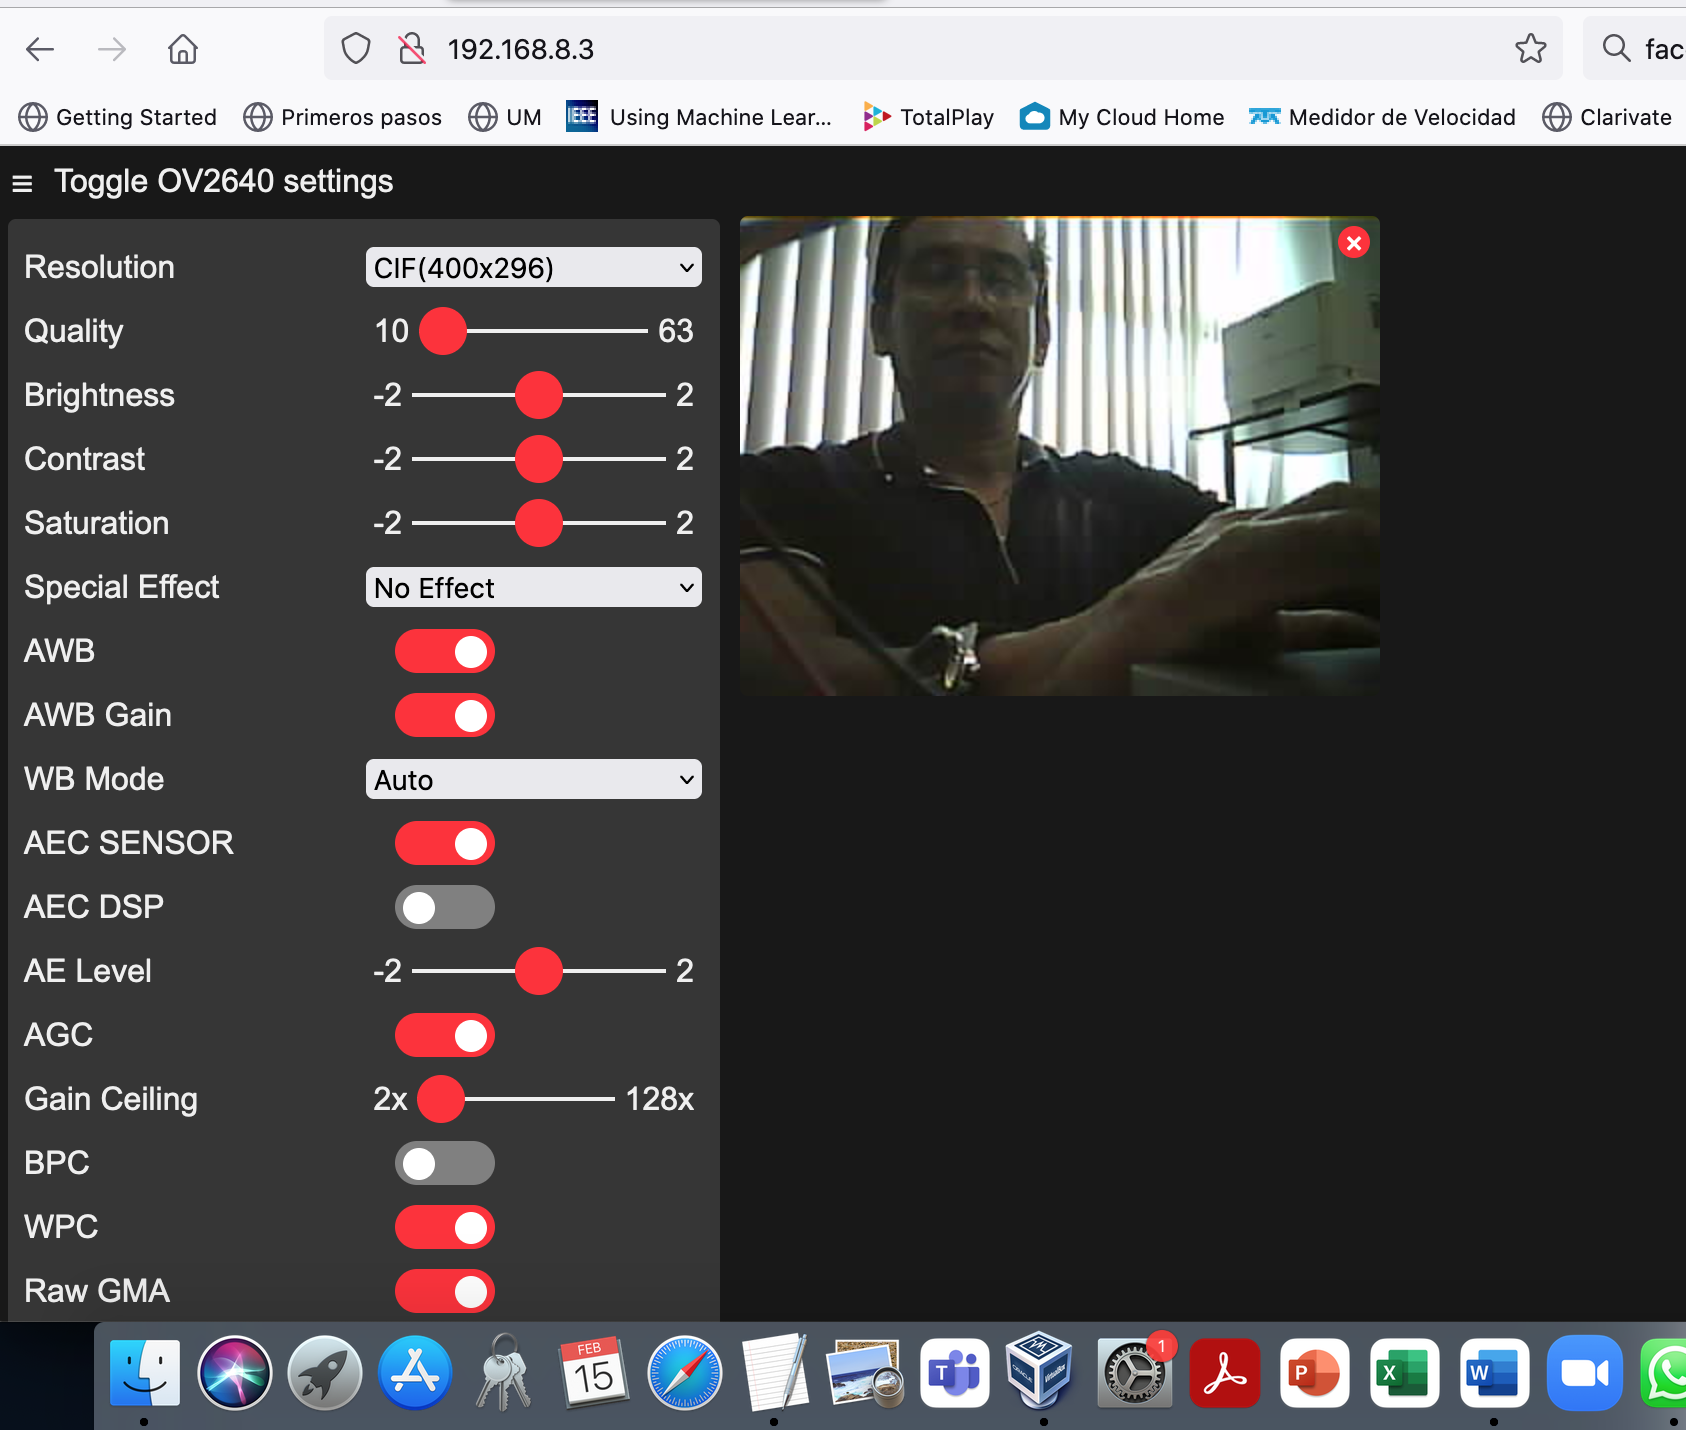 192.168.8.3
fac
Getting Started Primeros pasos UM IEEE Using Machine Lear... TotalPlay My Cloud Home Medidor de Velocidad Clarivate
≡ Toggle OV2640 settings
Resolution CIF(400x296)
Quality 10 63
Brightness -2 2
Contrast -2 2
Saturation -2 2
Special Effect No Effect
AWB
AWB Gain
WB Mode Auto
AEC SENSOR
AEC DSP
AE Level -2 2
AGC
Gain Ceiling 2x 128x
BPC
WPC
Raw GMA
FEB
15
T
VirtualBox
1
P
X
W